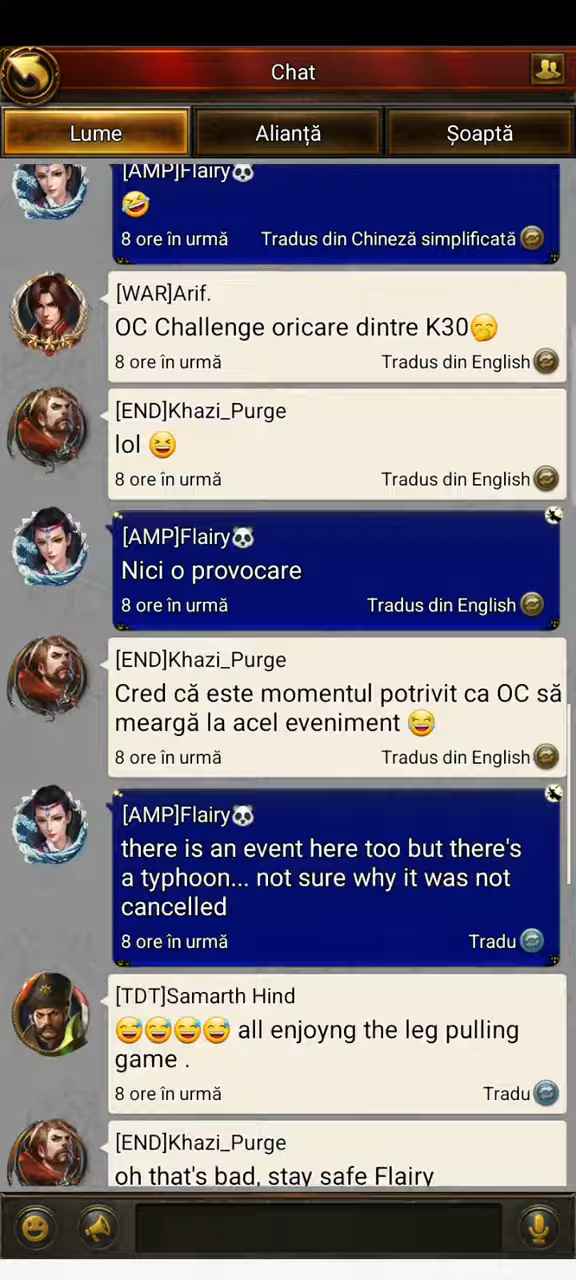 Chat
Lume
Alianță
Șoaptă
[AMP]Flairy🐼
🤣
8 ore în urmă
Tradus din Chineză simplificată
[WAR]Arif.
OC Challenge oricare dintre K30🤭
8 ore în urmă
Tradus din English
[END]Khazi_Purge
lol 😆
8 ore în urmă
Tradus din English
[AMP]Flairy🐼
Nici o provocare
8 ore în urmă
Tradus din English
[END]Khazi_Purge
Cred că este momentul potrivit ca OC să
meargă la acel eveniment 😂
8 ore în urmă
Tradus din English
[AMP]Flairy🐼
there is an event here too but there's
a typhoon... not sure why it was not
cancelled
8 ore în urmă
Tradu
[TDT]Samarth Hind
😅😅😅😅 all enjoyng the leg pulling
game .
8 ore în urmă
Tradu
[END]Khazi_Purge
oh that's bad, stay safe Flairy